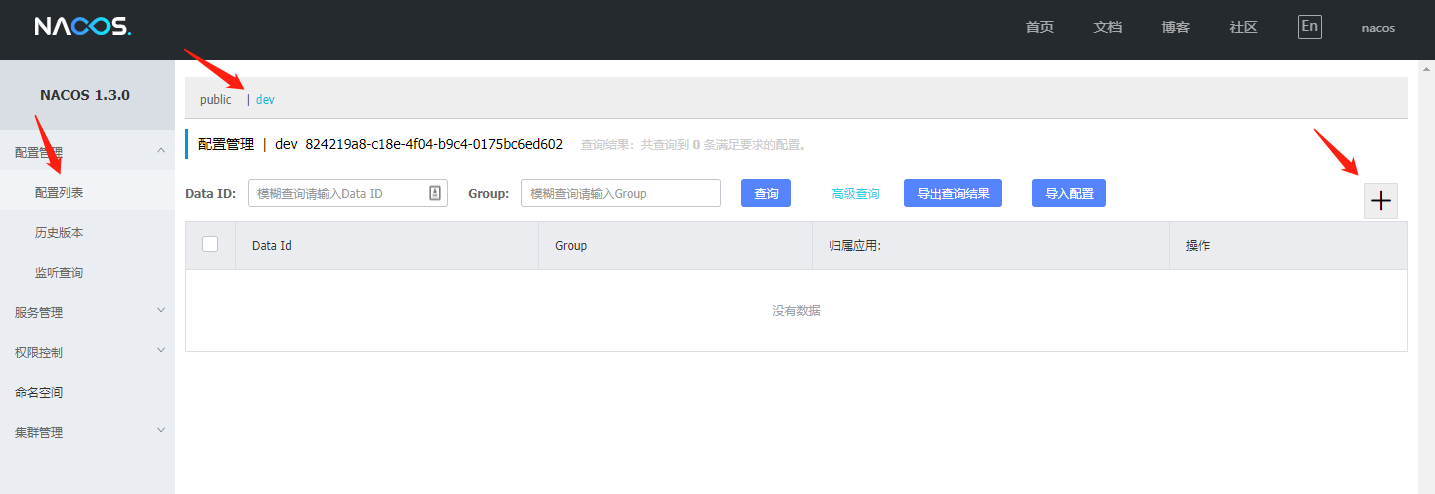 NACOS.
首页 文档 博客 社区 En nacos
NACOS 1.3.0
配置管理
配置列表
历史版本
监听查询
服务管理
权限控制
命名空间
集群管理
public | dev
配置管理 | dev 824219a8-c18e-4f04-b9c4-0175bc6ed602 查询结果：共查询到 0 条满足要求的配置。
Data ID: 模糊查询请输入Data ID Group: 模糊查询请输入Group 查询 高级查询 导出查询结果 导入配置
Data Id Group 归属应用: 操作
没有数据